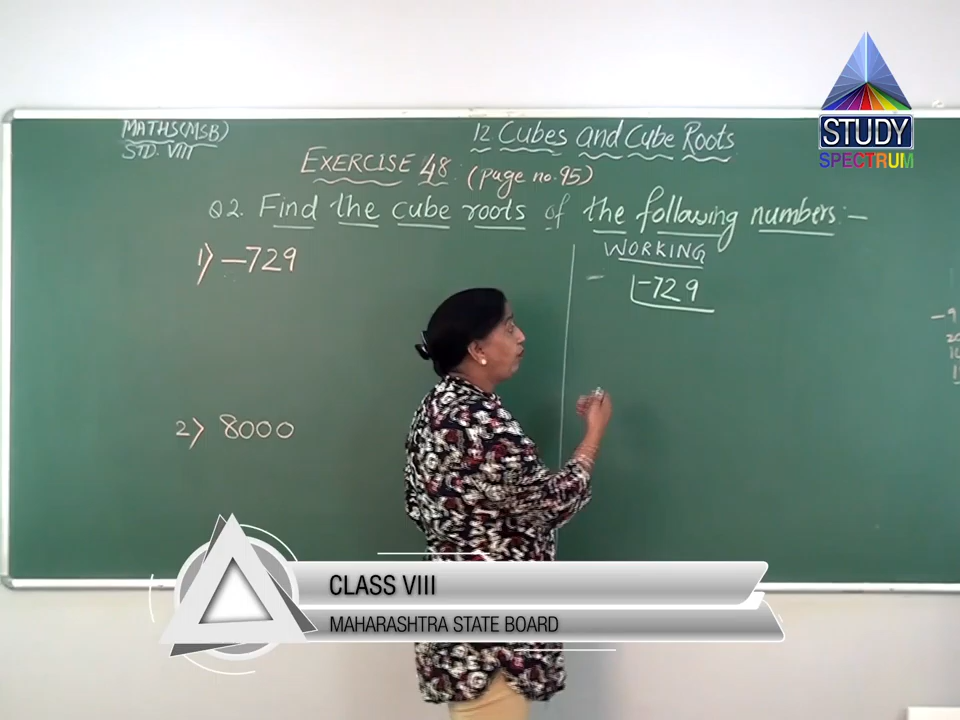 MATHS(MSB)
STD. VIII
12 Cubes and Cube Roots
EXERCISE 48: (page no. 95)
Q2. Find the cube roots of the following numbers:—
1) —729
WORKING
–
-729
2) 8000
STUDY
SPECTRUM
CLASS VIII
MAHARASHTRA STATE BOARD